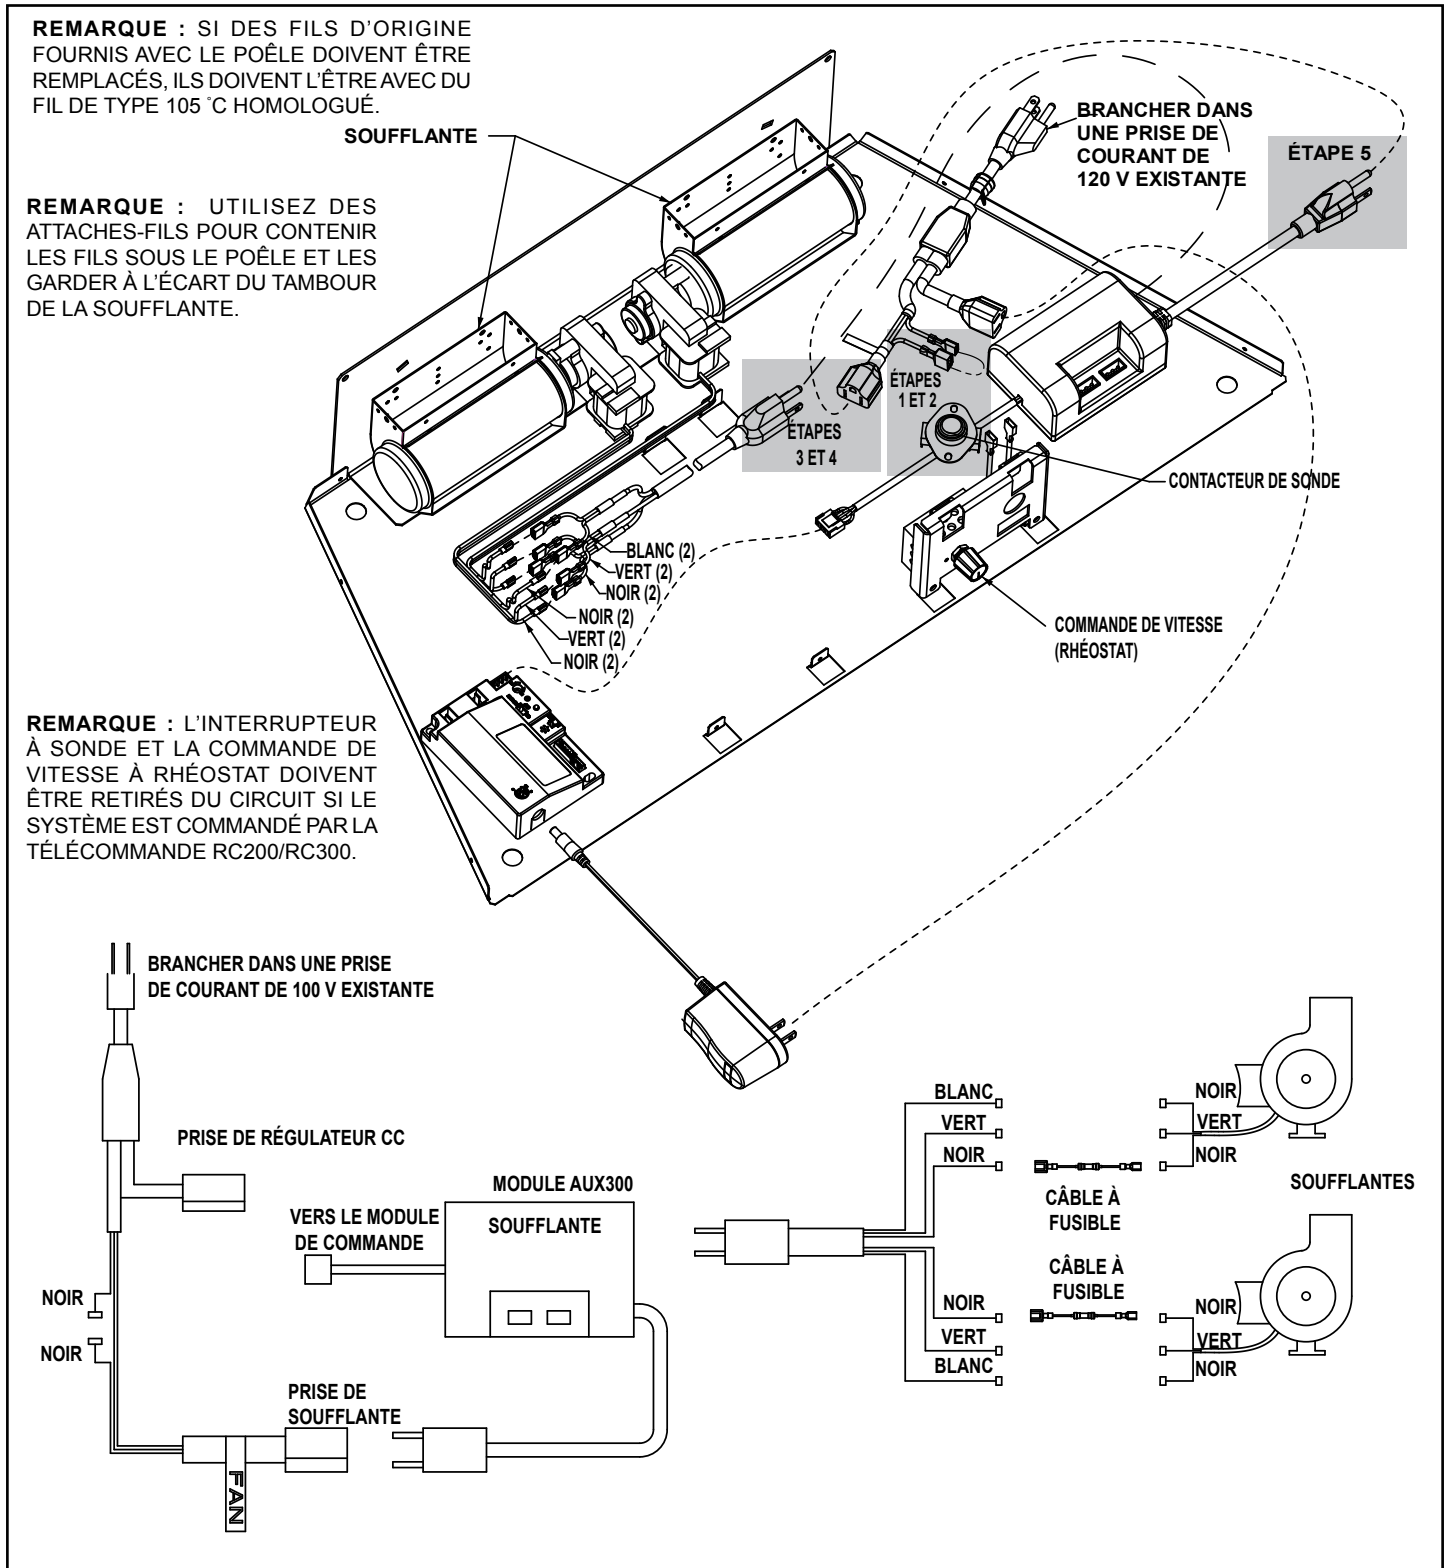 REMARQUE : SI DES FILS D’ORIGINE
FOURNIS AVEC LE POÊLE DOIVENT ÊTRE
REMPLACÉS, ILS DOIVENT L’ÊTRE AVEC DU
FIL DE TYPE 105 °C HOMOLOGUÉ.
SOUFFLANTE
BRANCHER DANS
UNE PRISE DE
COURANT DE
120 V EXISTANTE
ÉTAPE 5
REMARQUE : UTILISEZ DES
ATTACHES-FILS POUR CONTENIR
LES FILS SOUS LE POÊLE ET LES
GARDER À L’ÉCART DU TAMBOUR
DE LA SOUFFLANTE.
ÉTAPES
1 ET 2
ÉTAPES
3 ET 4
CONTACTEUR DE SONDE
BLANC (2)
VERT (2)
NOIR (2)
NOIR (2)
VERT (2)
NOIR (2)
COMMANDE DE VITESSE
(RHÉOSTAT)
REMARQUE : L’INTERRUPTEUR
À SONDE ET LA COMMANDE DE
VITESSE À RHÉOSTAT DOIVENT
ÊTRE RETIRÉS DU CIRCUIT SI LE
SYSTÈME EST COMMANDÉ PAR LA
TÉLÉCOMMANDE RC200/RC300.
BRANCHER DANS UNE PRISE
DE COURANT DE 100 V EXISTANTE
PRISE DE RÉGULATEUR CC
MODULE AUX300
VERS LE MODULE
DE COMMANDE
SOUFFLANTE
NOIR
NOIR
PRISE DE
SOUFFLANTE
FAN
BLANC
VERT
NOIR
CÂBLE À
FUSIBLE
CÂBLE À
FUSIBLE
NOIR
VERT
BLANC
NOIR
VERT
NOIR
SOUFFLANTES
NOIR
VERT
NOIR